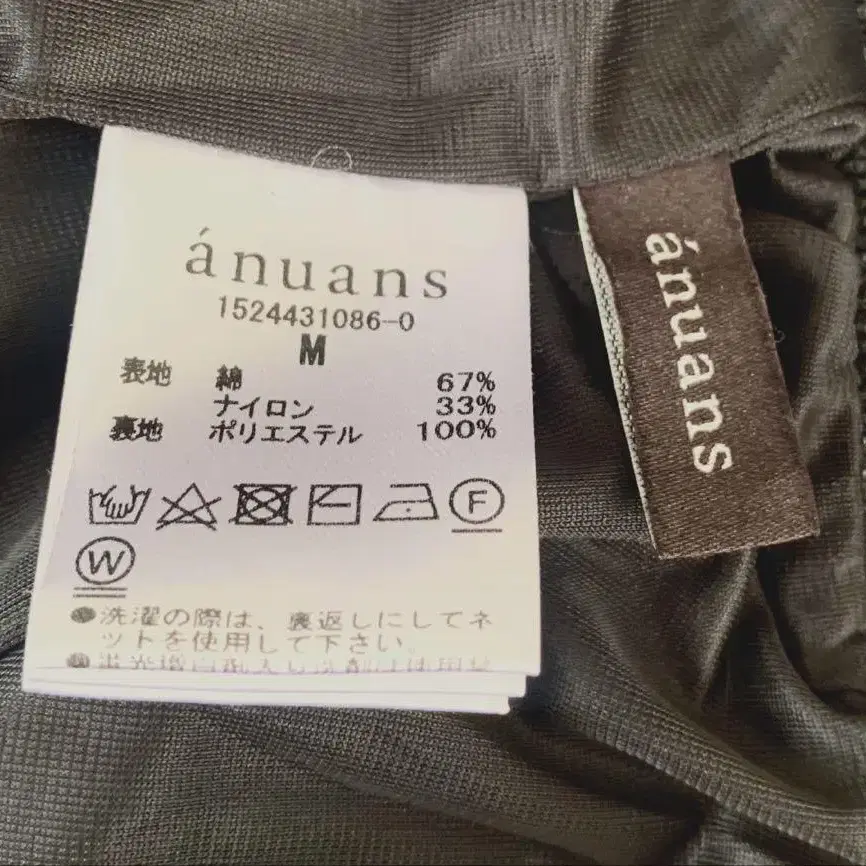 ánuans
1524431086-0
M
表地 綿 67%
ナイロン 33%
裏地 ポリエステル 100%
F
W
●洗濯の際は、裏返しにしてネ
ットを使用して下さい。
ánuans